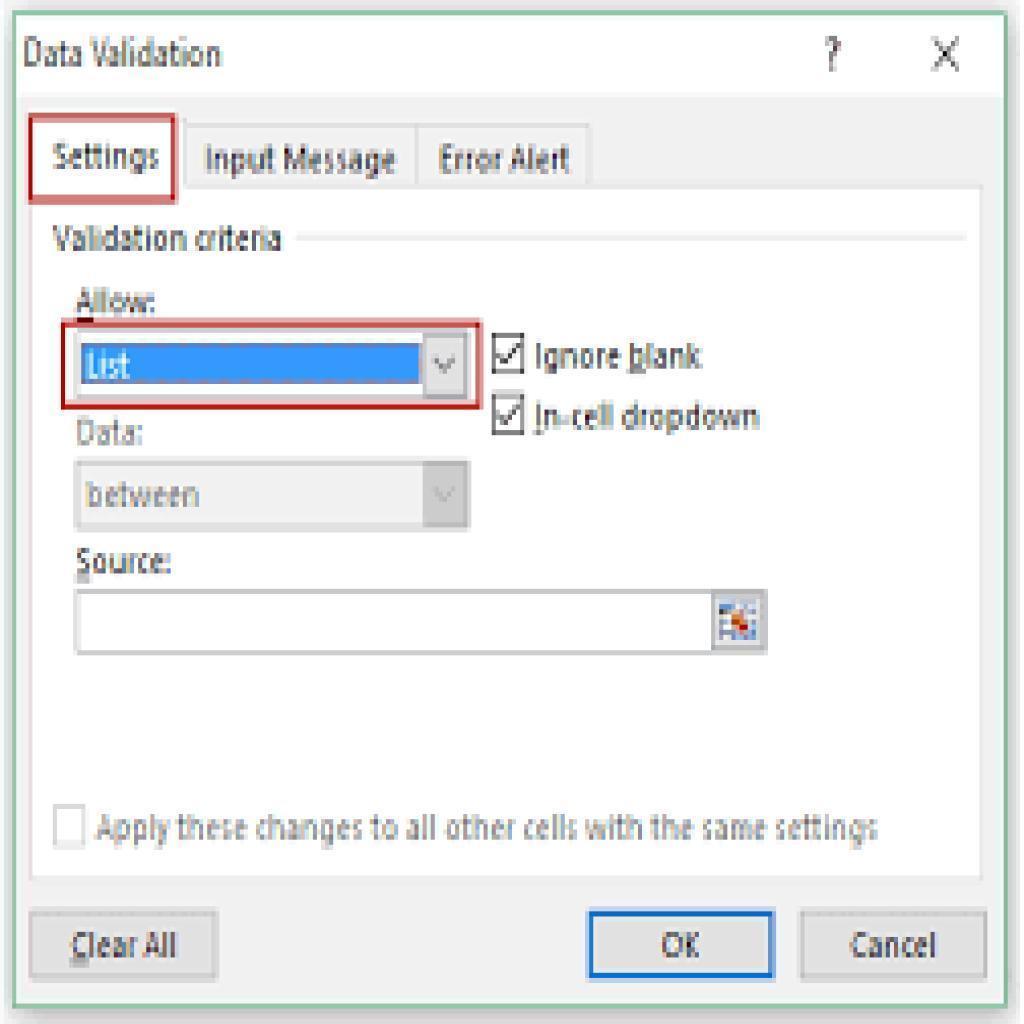 Data Validation ? X
Settings Input Message Error Alert
Validation criteria
Allow:
List Ignore blank
In-cell dropdown
Data:
between
Source:
Apply these changes to all other cells with the same settings
Clear All OK Cancel